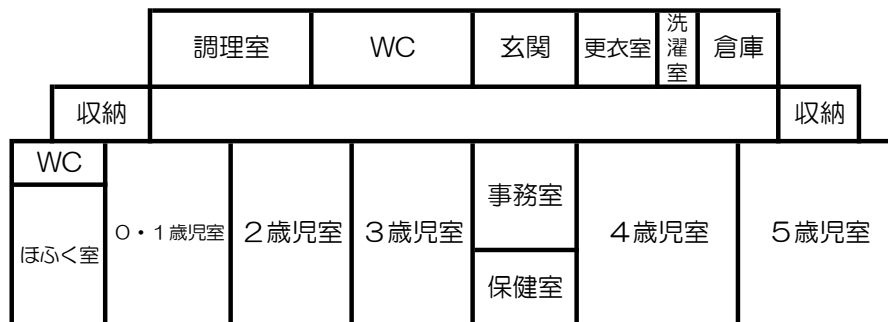 調理室
WC
玄関
更衣室
洗濯室
倉庫
収納
収納
WC
ほふく室
０・１歳児室
２歳児室
３歳児室
事務室
保健室
４歳児室
５歳児室